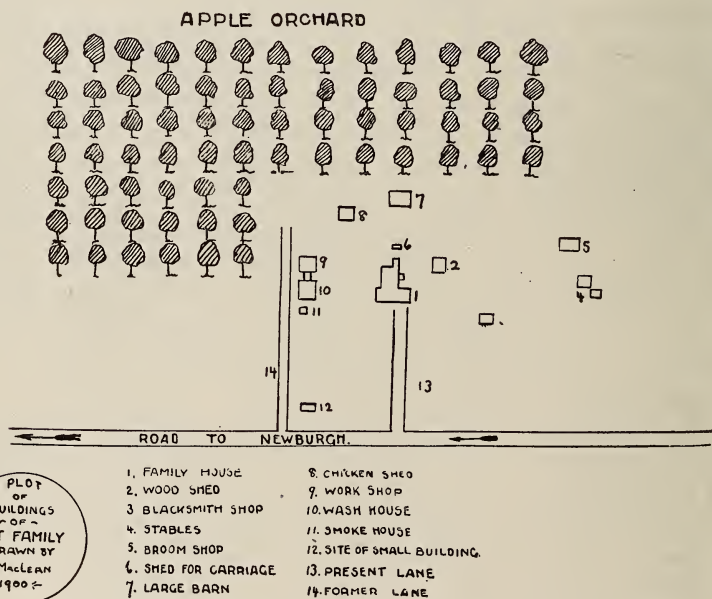 APPLE ORCHARD
7
8
6
5
9
2
10
1
4
11
14
13
12
ROAD TO NEWBURGH.
1, FAMILY HOUSE
2, WOOD SHED
3 BLACKSMITH SHOP
4. STABLES
5. BROOM SHOP
6. SHED FOR CARRIAGE
7. LARGE BARN
8. CHICKEN SHED
9. WORK SHOP
10. WASH HOUSE
11. SMOKE HOUSE
12. SITE OF SMALL BUILDING.
13. PRESENT LANE
14. FORMER LANE
PLOT
OF
UILDINGS
- OF -
T FAMILY
RAWN BY
MacLEAN
1900